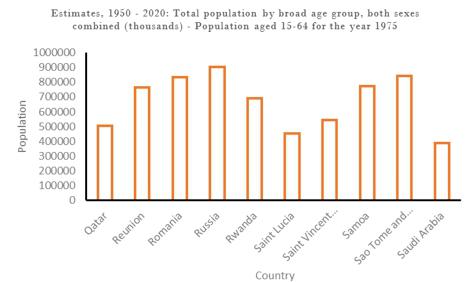 Estimates, 1950 - 2020: Total population by broad age group, both sexes
combined (thousands) - Population aged 15-64 for the year 1975
1000000
900000
800000
700000
600000
500000
400000
300000
200000
100000
0
Population
Qatar
Reunion
Romania
Russia
Rwanda
Saint Lucia
Saint Vincent...
Samoa
Sao Tome and...
Saudi Arabia
Country